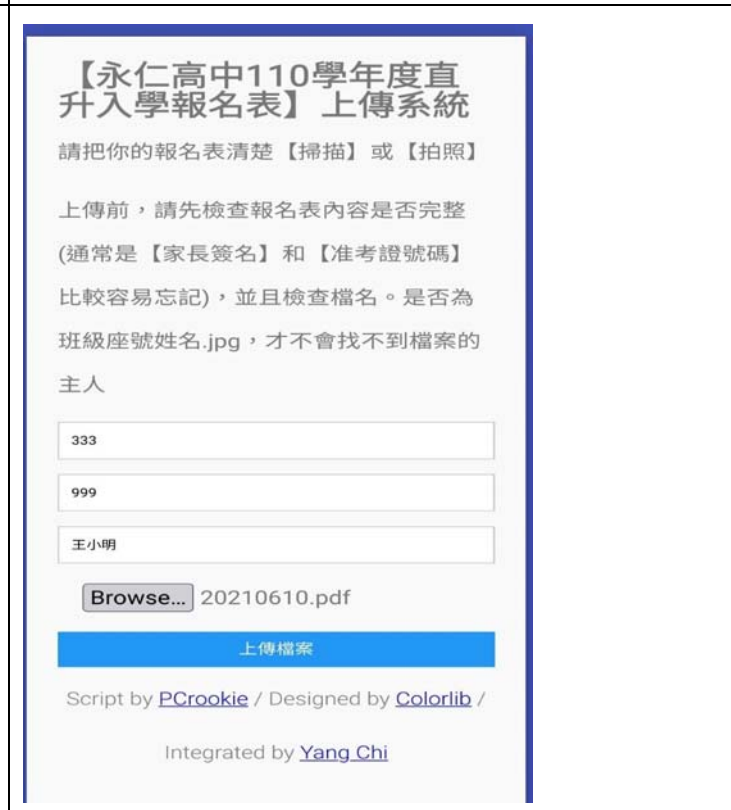 【永仁高中110學年度直
升入學報名表】上傳系統
請把你的報名表清楚【掃描】或【拍照】
上傳前，請先檢查報名表內容是否完整
(通常是【家長簽名】和【准考證號碼】
比較容易忘記)，並且檢查檔名。是否為
班級座號姓名.jpg，才不會找不到檔案的
主人
333
999
王小明
Browse... 20210610.pdf
上傳檔案
Script by PCrookie / Designed by Colorlib /
Integrated by Yang Chi